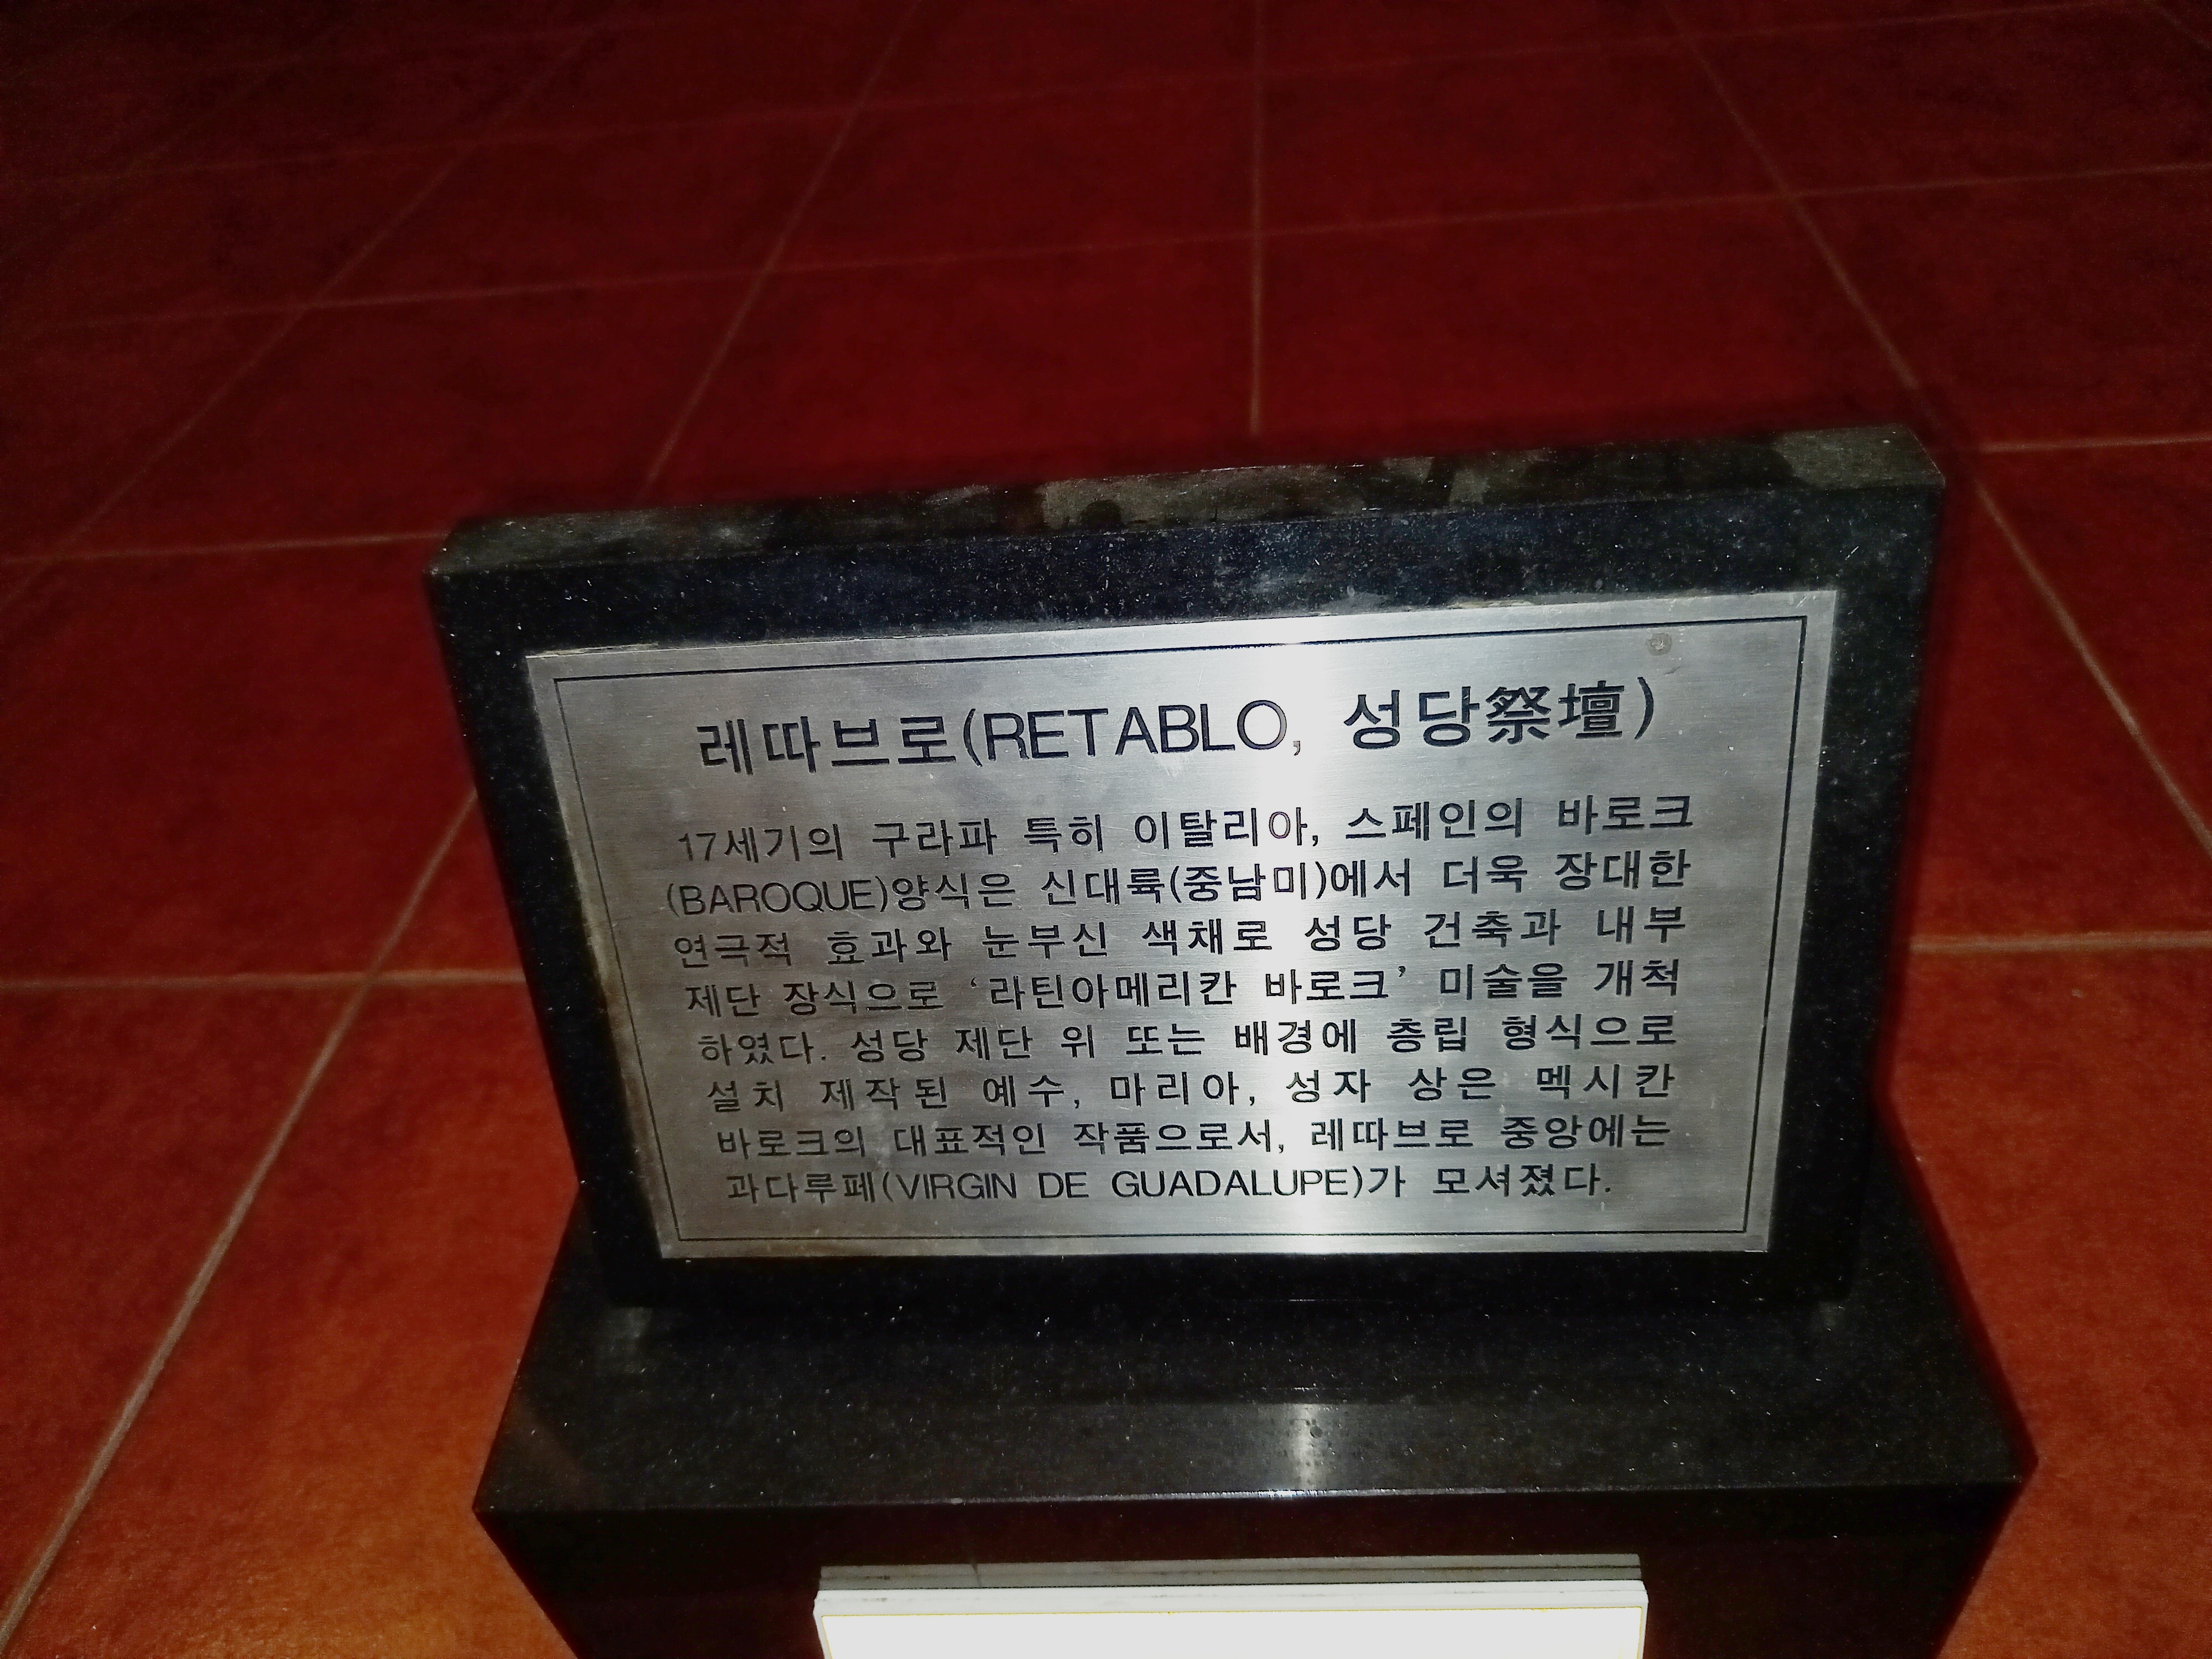 레따브로(RETABLO, 성당祭壇)
17세기의 구라파 특히 이탈리아, 스페인의 바로크
(BAROQUE)양식은 신대륙(중남미)에서 더욱 장대한
연극적 효과와 눈부신 색채로 성당 건축과 내부
제단 장식으로 ‘라틴아메리칸 바로크’ 미술을 개척
하였다. 성당 제단 위 또는 배경에 층립 형식으로
설치 제작된 예수, 마리아, 성자 상은 멕시칸
바로크의 대표적인 작품으로서, 레따브로 중앙에는
과다루페(VIRGIN DE GUADALUPE)가 모셔졌다.